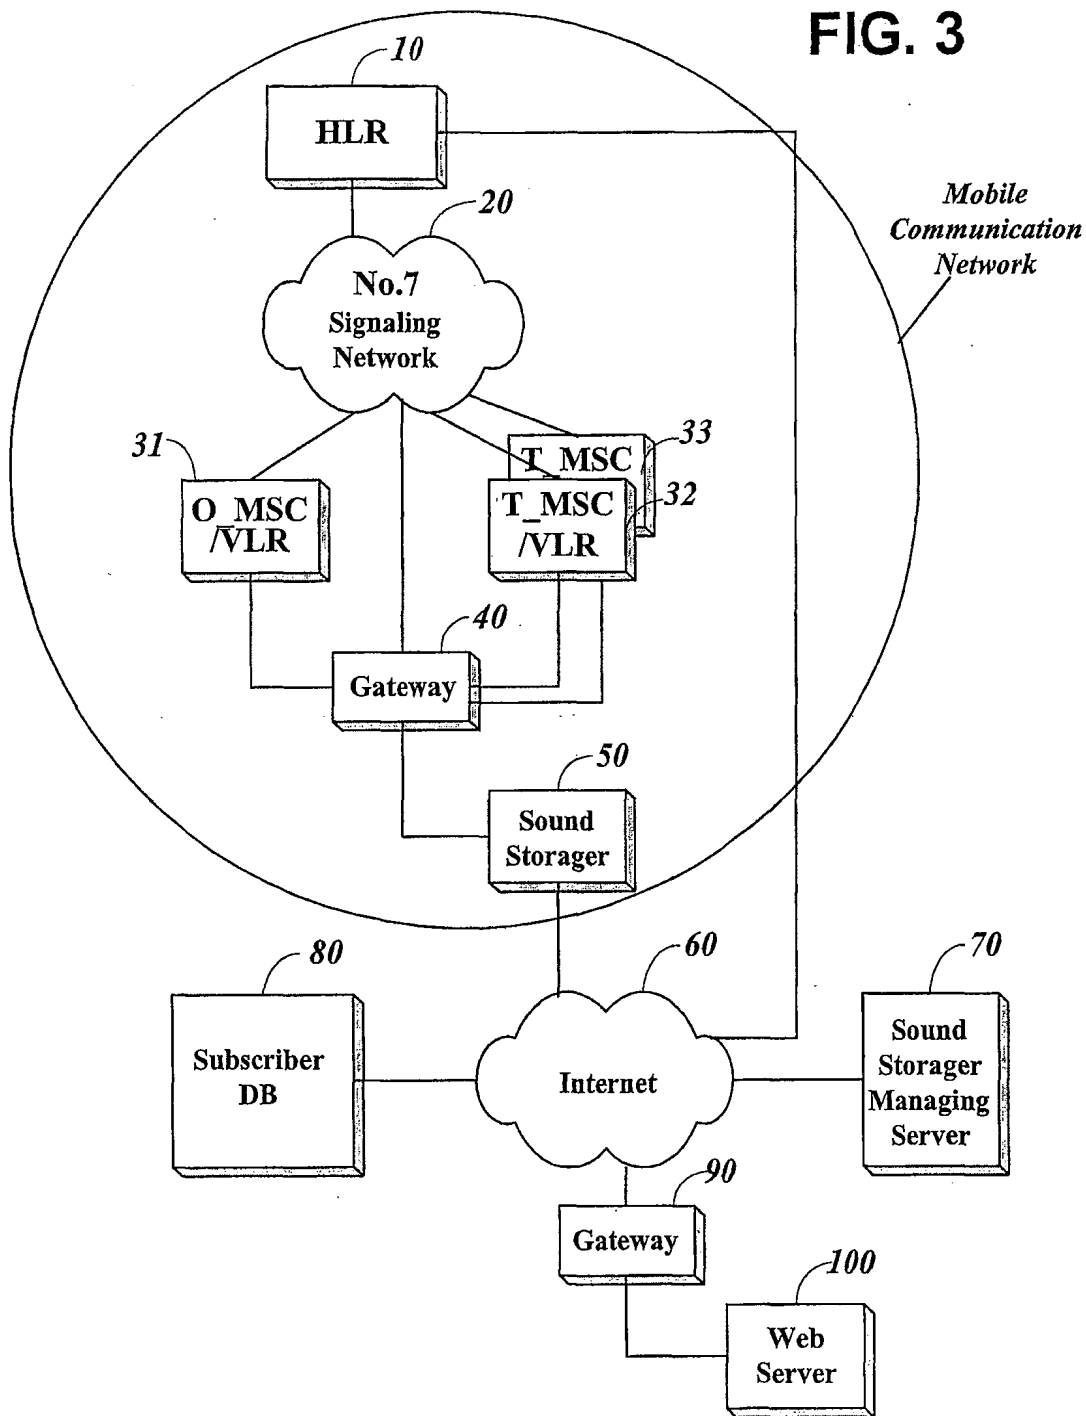 FIG. 3
10
HLR
20
Mobile
Communication
Network
No.7
Signaling
Network
31
33
T_MSC
O_MSC
/VLR
32
T_MSC
/VLR
40
Gateway
50
Sound
Storager
80
60
70
Subscriber
DB
Internet
Sound
Storager
Managing
Server
90
Gateway
100
Web
Server